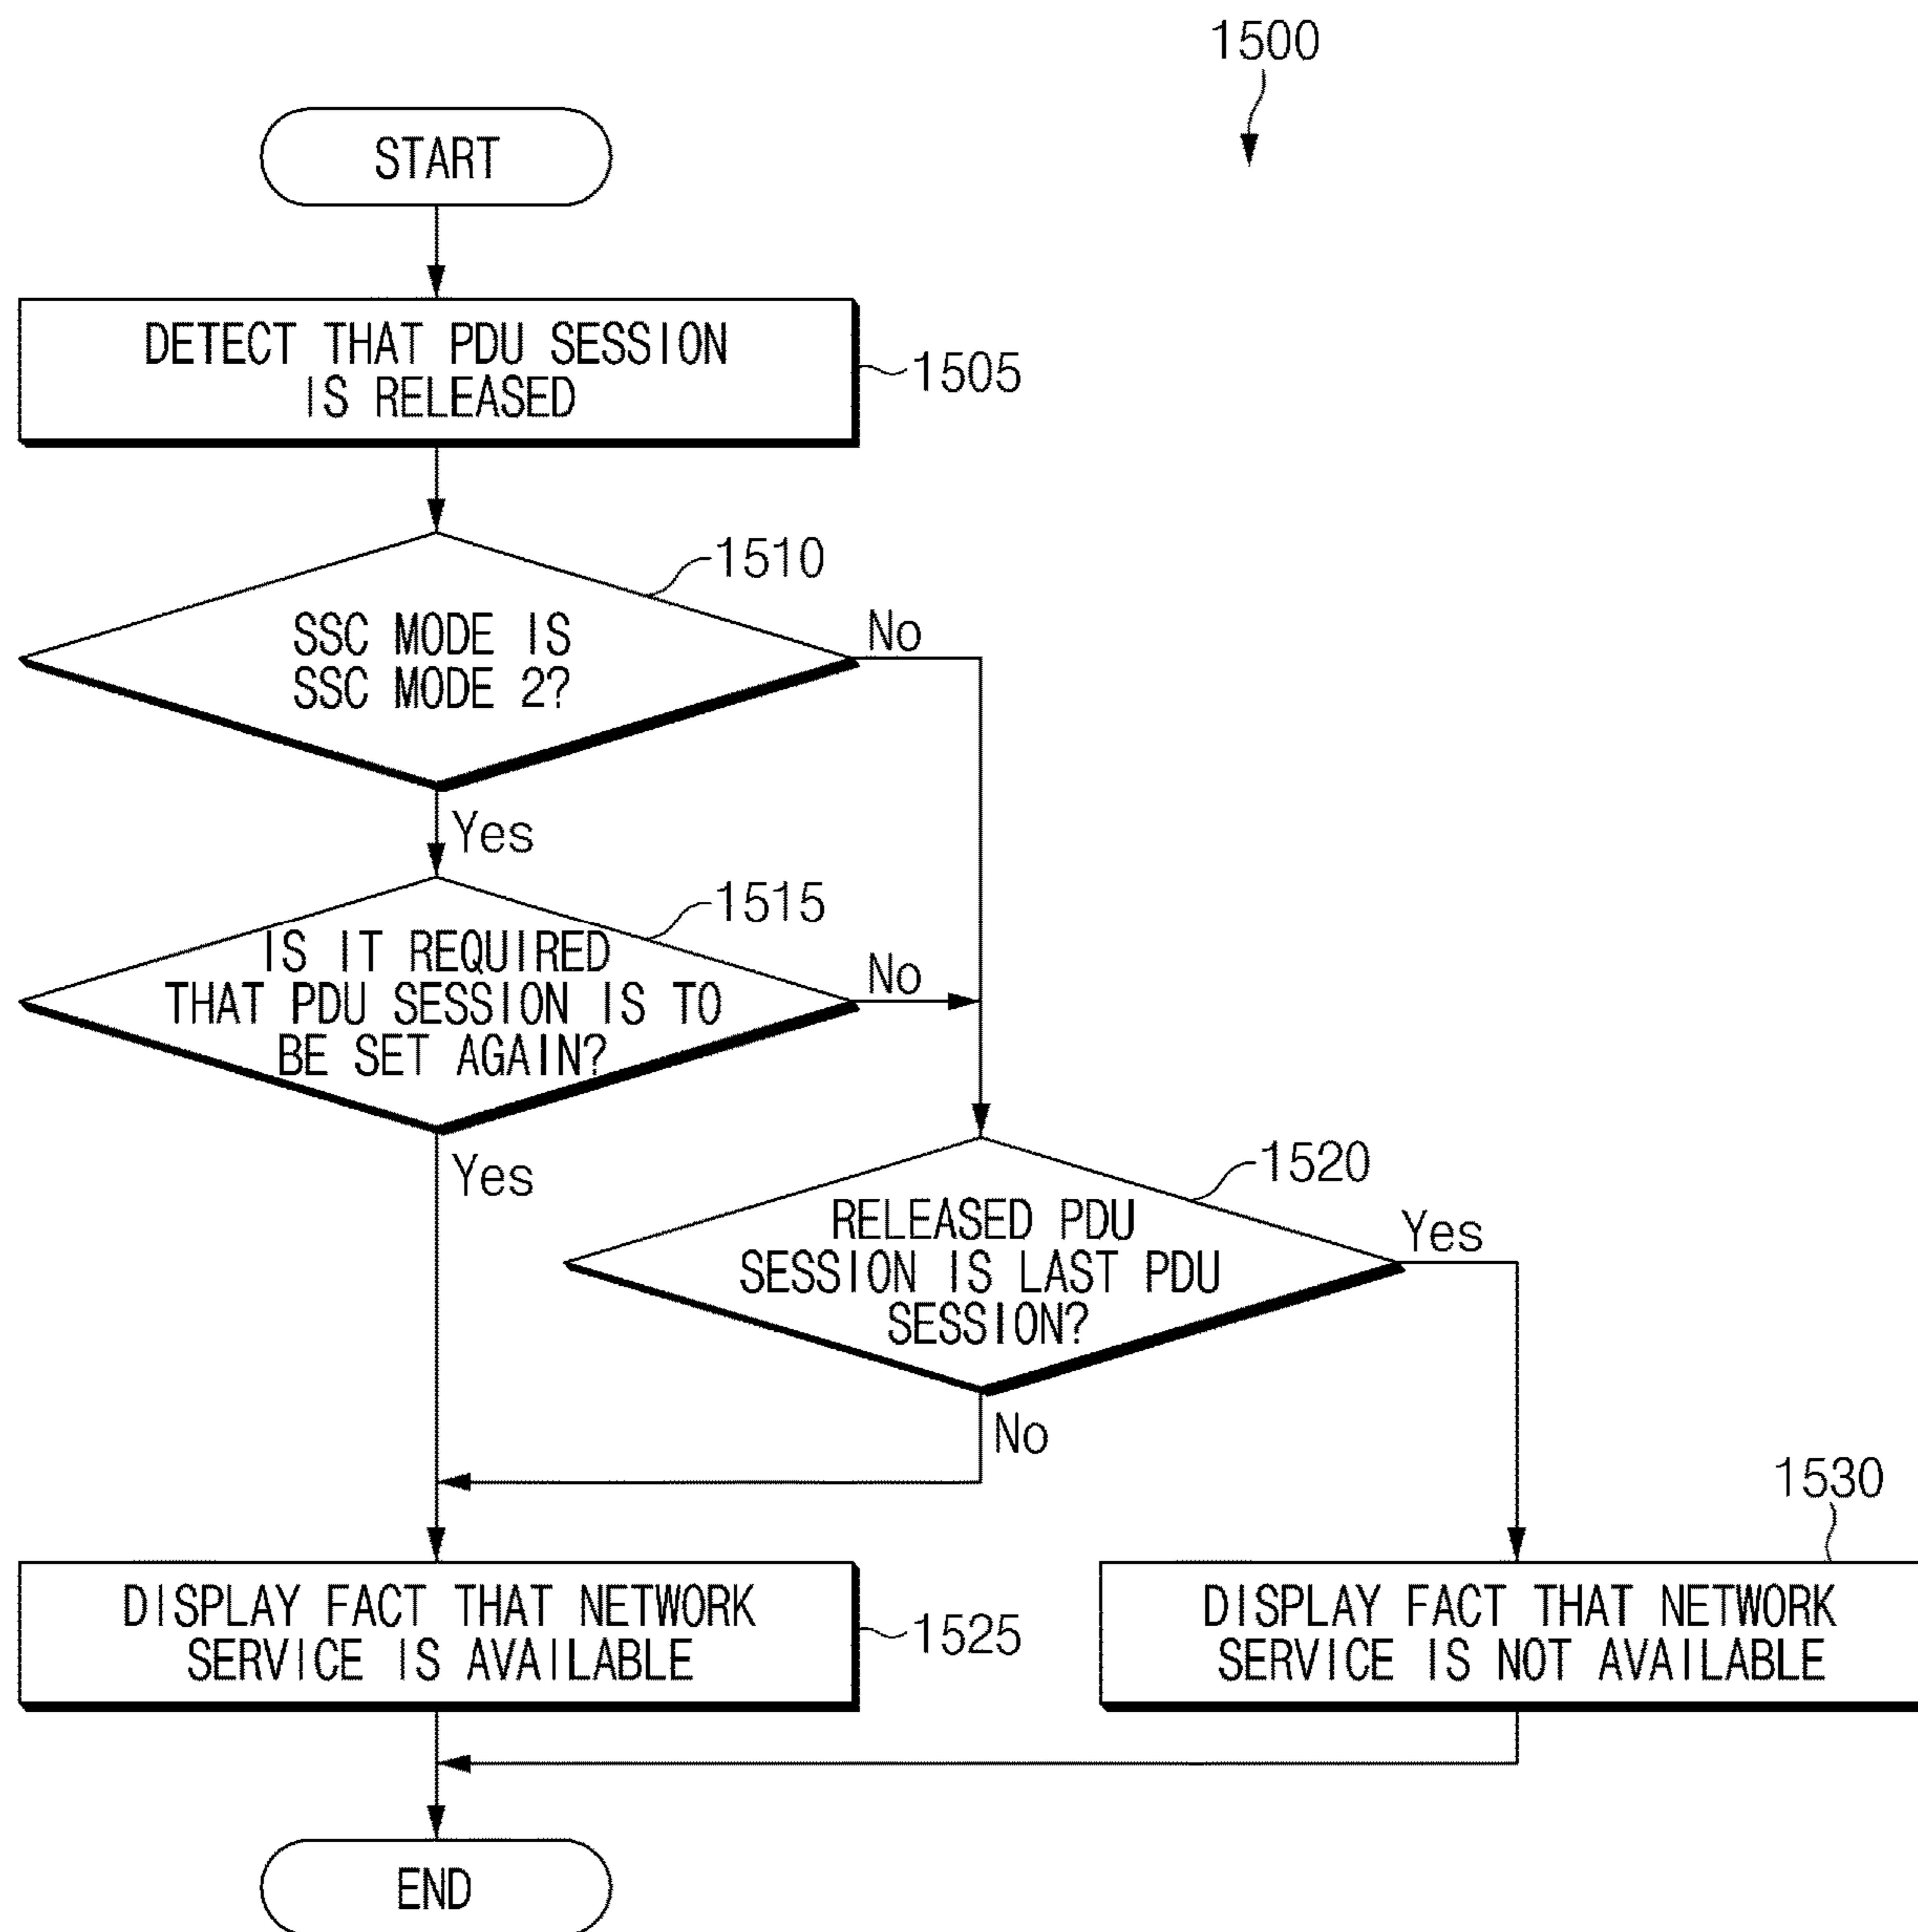 1500
START
DETECT THAT PDU SESSION
IS RELEASED
1505
1510
SSC MODE IS
SSC MODE 2?
No
Yes
1515
IS IT REQUIRED
THAT PDU SESSION IS TO
BE SET AGAIN?
No
Yes
1520
RELEASED PDU
SESSION IS LAST PDU
SESSION?
Yes
No
1530
DISPLAY FACT THAT NETWORK
SERVICE IS AVAILABLE
1525
DISPLAY FACT THAT NETWORK
SERVICE IS NOT AVAILABLE
END